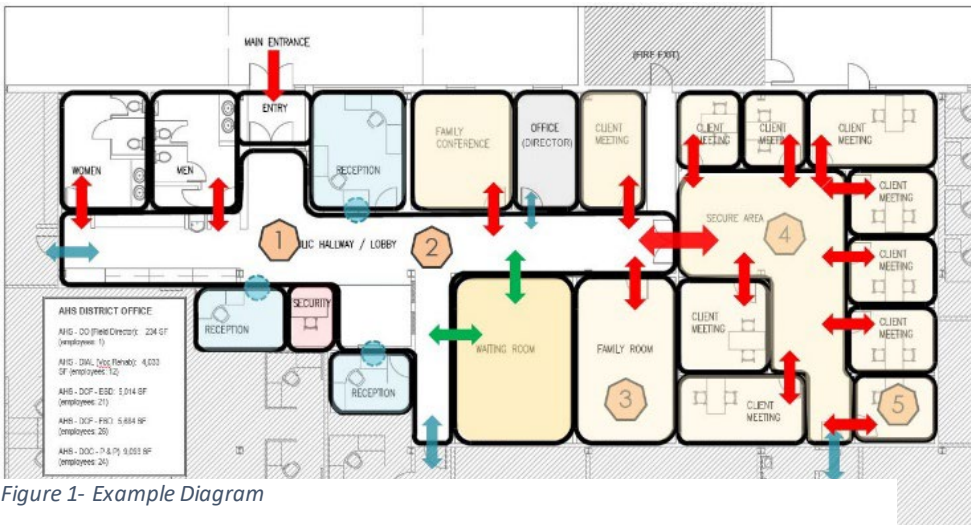 MAIN ENTRANCE
(FIRE EXIT)
ENTRY
WOMEN
MEN
RECEPTION
FAMILY
CONFERENCE
OFFICE
(DIRECTOR)
CLIENT
MEETING
CLIENT
MEETING
CLIENT
MEETING
CLIENT
MEETING
CLIENT
MEETING
SECURE AREA
4
1
LIC HALLWAY / LOBBY
2
CLIENT
MEETING
CLIENT
MEETING
RECEPTION
SECURITY
RECEPTION
WAITING ROOM
FAMILY ROOM
3
CLIENT
MEETING
CLIENT
MEETING
5
AHS DISTRICT OFFICE
AHS - DO (Field Director): 234 SF
(employees: 1)
AHS - DAIL (Voc Rehab): 4,033
SF (employees: 12)
AHS - DCF - ESD: 5,014 SF
(employees: 21)
AHS - DCF - FSD: 5,684 SF
(employees: 26)
AHS - DOC - P & P: 9,093 SF
(employees: 24)
Figure 1- Example Diagram